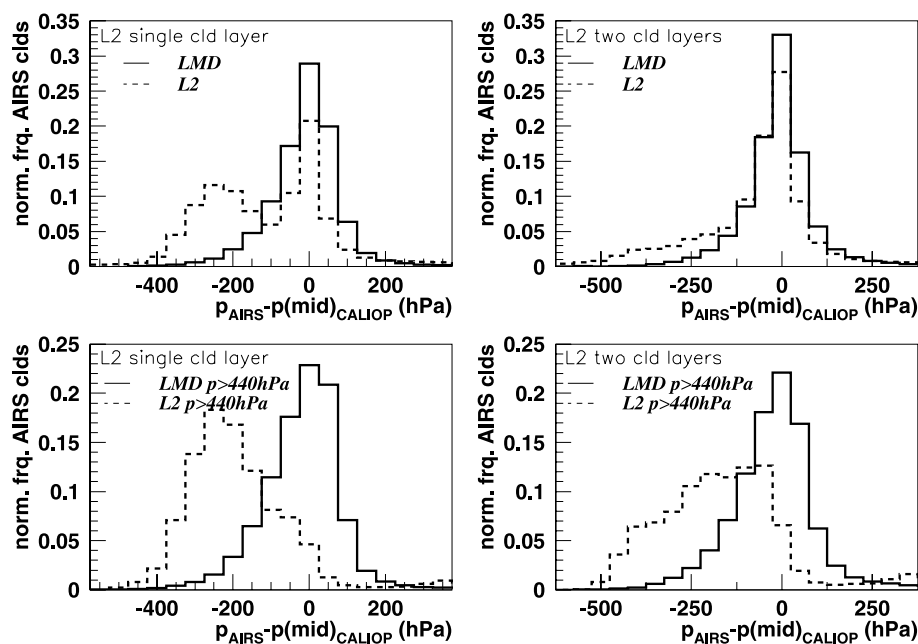 norm. frq. AIRS clds
0.35
0.3
0.25
0.2
0.15
0.1
0.05
0
L2 single cld layer
LMD
L2
-400
-200
0
200
pAIRS-p(mid)CALIOP (hPa)
norm. frq. AIRS clds
0.35
0.3
0.25
0.2
0.15
0.1
0.05
0
L2 two cld layers
LMD
L2
-500
-250
0
250
pAIRS-p(mid)CALIOP (hPa)
norm. frq. AIRS clds
0.25
0.2
0.15
0.1
0.05
0
L2 single cld layer
LMD p>440hPa
L2 p>440hPa
-400
-200
0
200
pAIRS-p(mid)CALIOP (hPa)
norm. frq. AIRS clds
0.25
0.2
0.15
0.1
0.05
0
L2 two cld layers
LMD p>440hPa
L2 p>440hPa
-500
-250
0
250
pAIRS-p(mid)CALIOP (hPa)